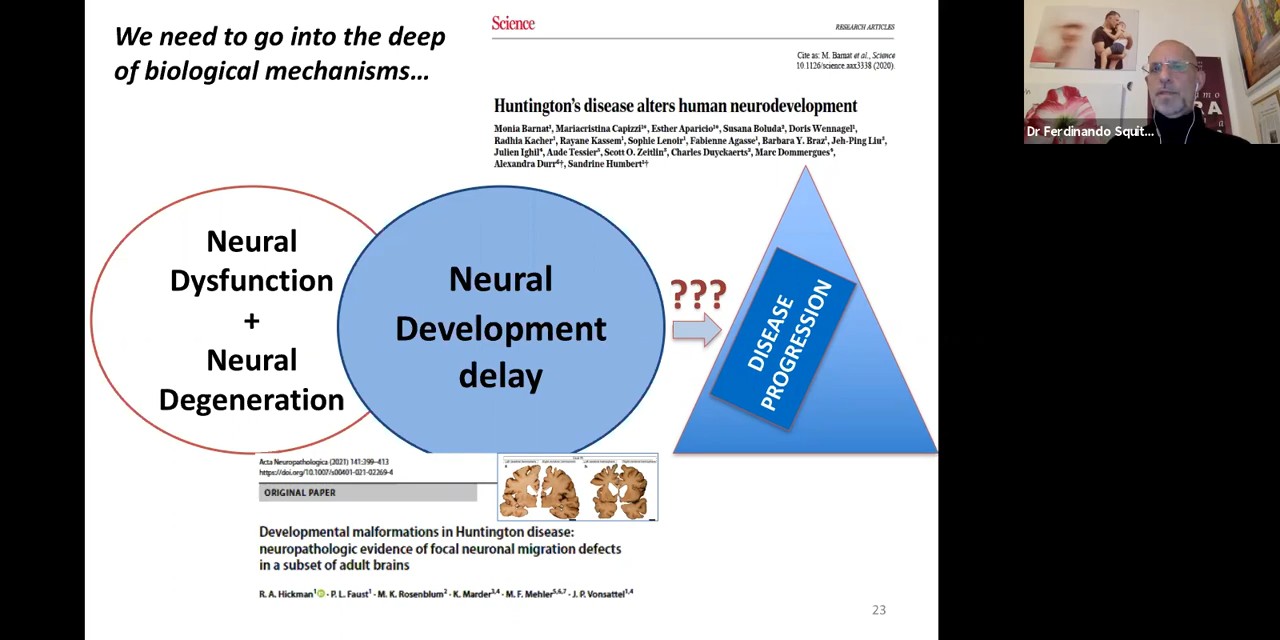 We need to go into the deep
of biological mechanisms…
Science
RESEARCH ARTICLES
Cite as: M. Barnat et al., Science
10.1126/science.aax3338 (2020).
Huntington's disease alters human neurodevelopment
Monia Barnat¹, Mariacristina Capizzi¹*, Esther Aparicio¹*, Susana Boluda², Doris Wennagel¹,
Radhia Kacher¹, Rayane Kassem¹, Sophie Lenoir¹, Fabienne Agasse¹, Barbara Y. Braz¹, Jeh-Ping Liu³,
Julien Ighil⁴, Aude Tessier⁵, Scott O. Zeitlin³, Charles Duyckaerts², Marc Dommergues⁴,
Alexandra Durr⁶†, Sandrine Humbert¹†
Neural
Dysfunction
+
Neural
Degeneration
Neural
Development
delay
???
DISEASE
PROGRESSION
Acta Neuropathologica (2021) 141:399–413
https://doi.org/10.1007/s00401-021-02269-4
ORIGINAL PAPER
Developmental malformations in Huntington disease:
neuropathologic evidence of focal neuronal migration defects
in a subset of adult brains
R. A. Hickman¹ · P. L. Faust¹ · M. K. Rosenblum² · K. Marder³,⁴ · M. F. Mehler⁵,⁶,⁷ · J. P. Vonsattel¹,⁴
23
Dr Ferdinando Squit...